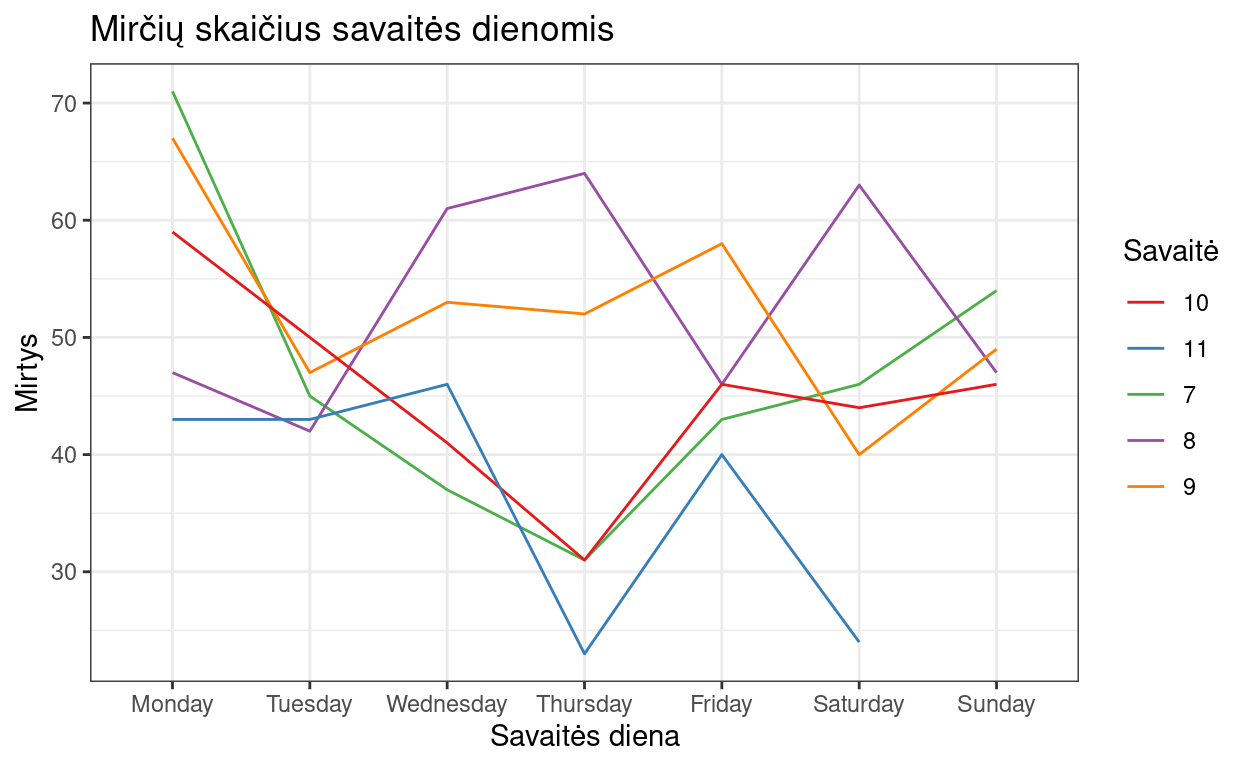 Mirčių skaičius savaitės dienomis
70
60
50
40
30
Mirtys
Monday Tuesday Wednesday Thursday Friday Saturday Sunday
Savaitės diena
Savaitė
10
11
7
8
9